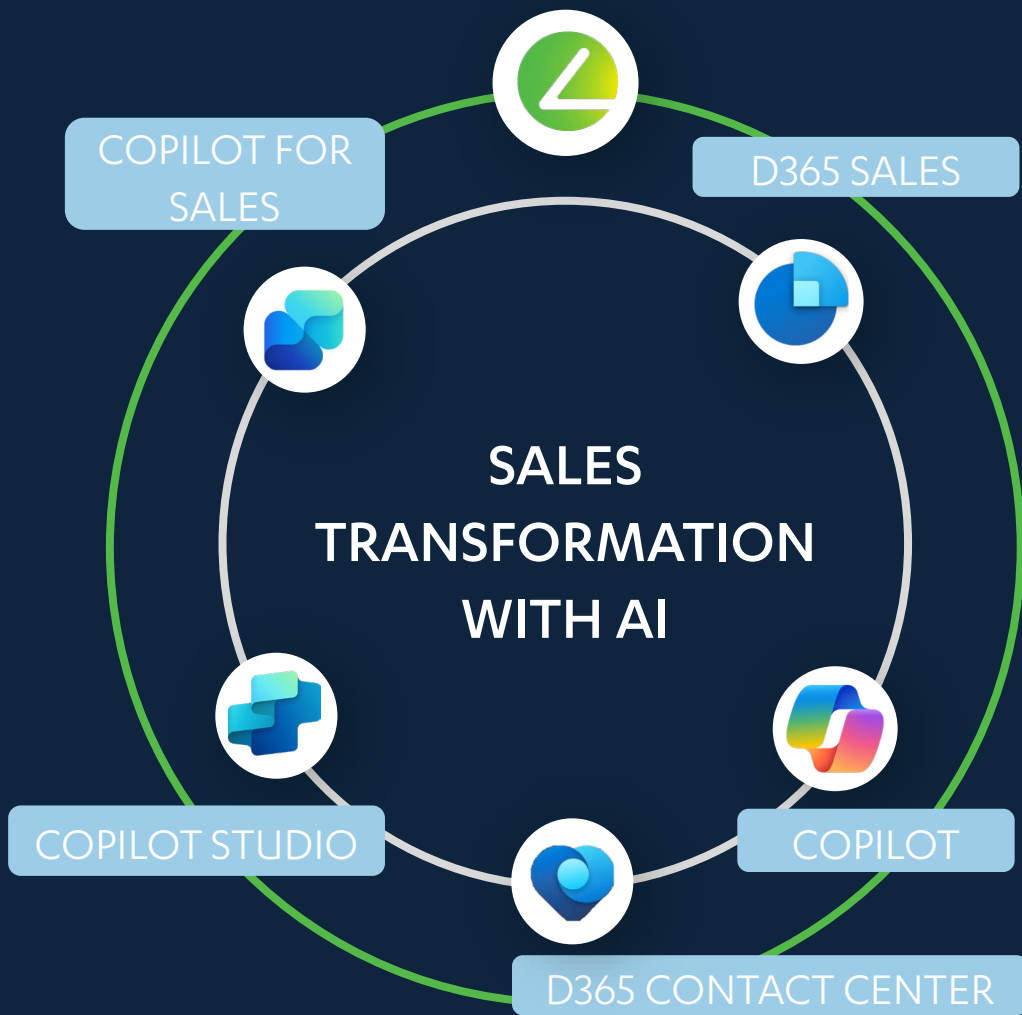 COPILOT FOR
SALES
D365 SALES
SALES
TRANSFORMATION
WITH AI
COPILOT STUDIO
COPILOT
D365 CONTACT CENTER